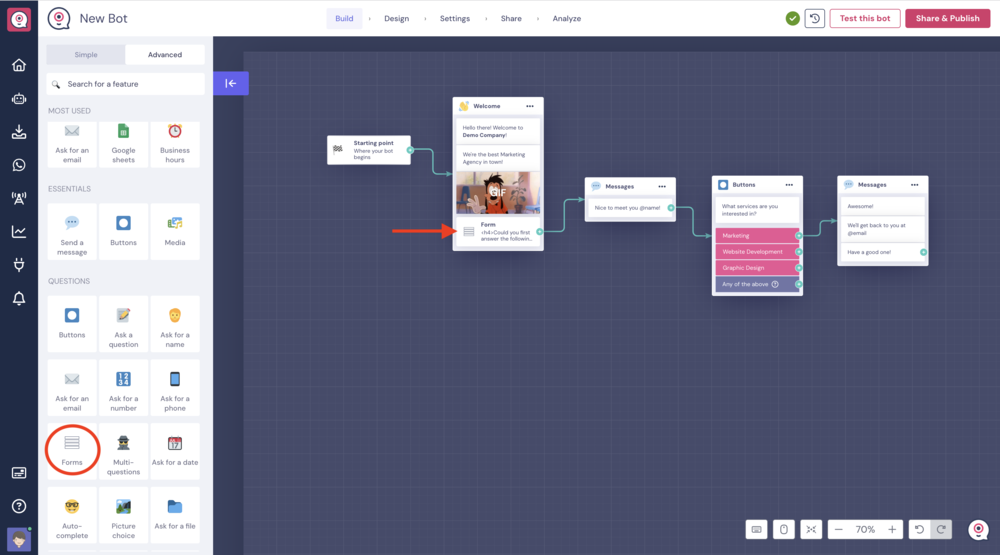 New Bot
Build
Design
Settings
Share
Analyze
Test this bot
Share & Publish
Simple
Advanced
Search for a feature
MOST USED
Ask for an
email
Google
sheets
Business
hours
ESSENTIALS
Send a
message
Buttons
Media
QUESTIONS
Buttons
Ask a
question
Ask for a
name
Ask for an
email
1 2
3 4
Ask for a
number
Ask for a
phone
Forms
Multi-
questions
17
Ask for a date
Auto-
complete
Picture
choice
Ask for a file
Starting point
Where your bot
begins
Welcome
Hello there! Welcome to
Demo Company!
We're the best Marketing
Agency in town!
GIF
Form
<h4>Could you first
answer the followin...
Messages
Nice to meet you @name!
Buttons
What services are you
interested in?
Marketing
Website Development
Graphic Design
Any of the above ?
Messages
Awesome!
We'll get back to you at
@email
Have a good one!
70%